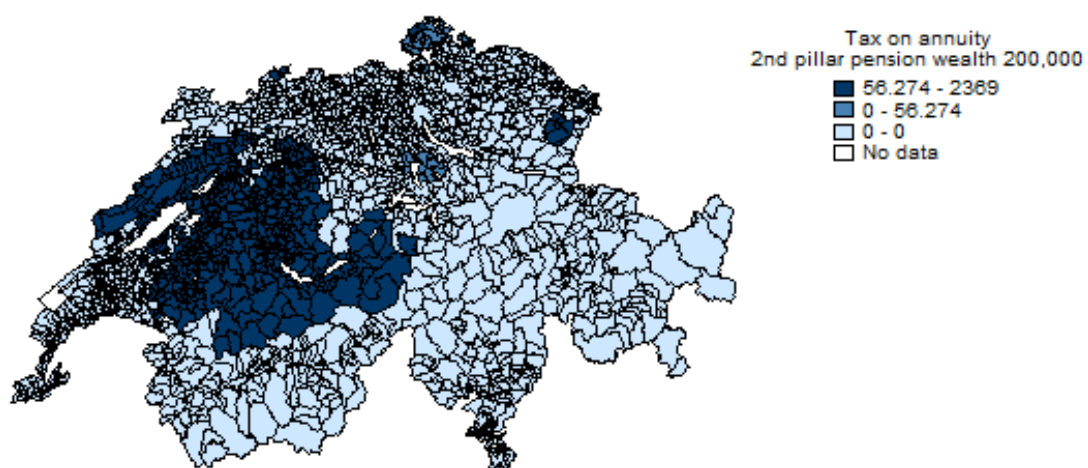 Tax on annuity
2nd pillar pension wealth 200,000
56.274 - 2369
0 - 56.274
0 - 0
No data